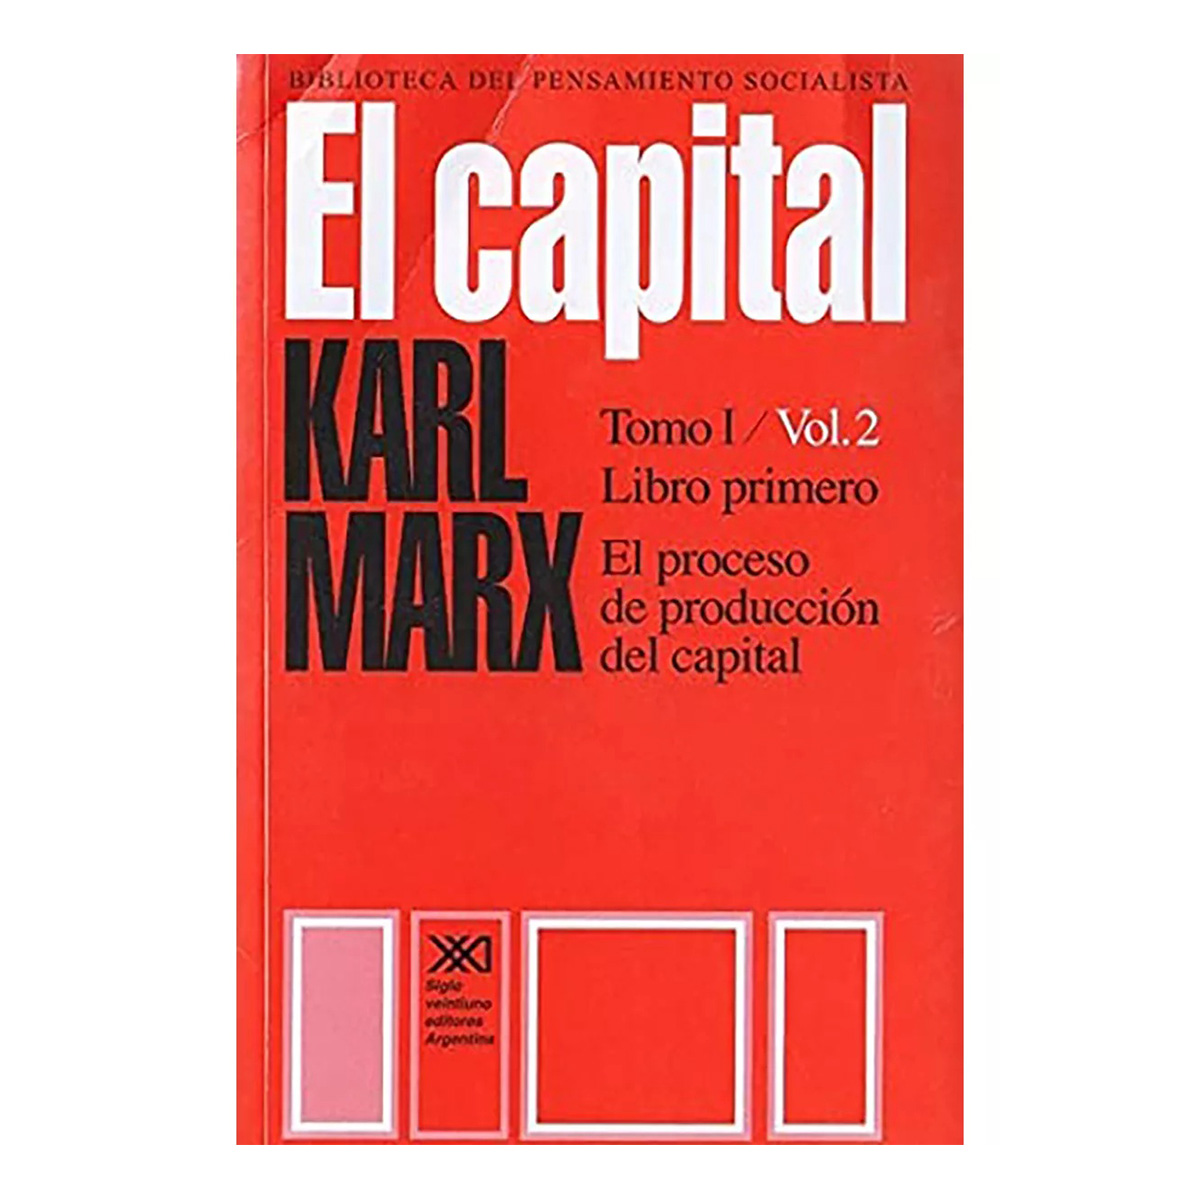 BIBLIOTECA DEL PENSAMIENTO SOCIALISTA
El capital
KARL
MARX
Tomo I / Vol. 2
Libro primero
El proceso
de producción
del capital
Siglo
veintiuno
editores
Argentina